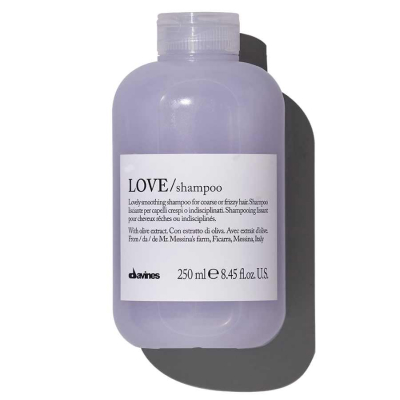 LOVE/shampoo
Lovely smoothing shampoo for coarse or frizzy hair. Shampoo
lisciante per capelli crespi o indisciplinati. Shampooing lissant
pour cheveux rêches ou indisciplinés.
With olive extract. Con estratto di oliva. Avec extrait d'olive.
From / da / de Mr. Messina's farm, Ficarra, Messina, Italy
davines 250 ml ℮ 8.45 fl.oz. U.S.